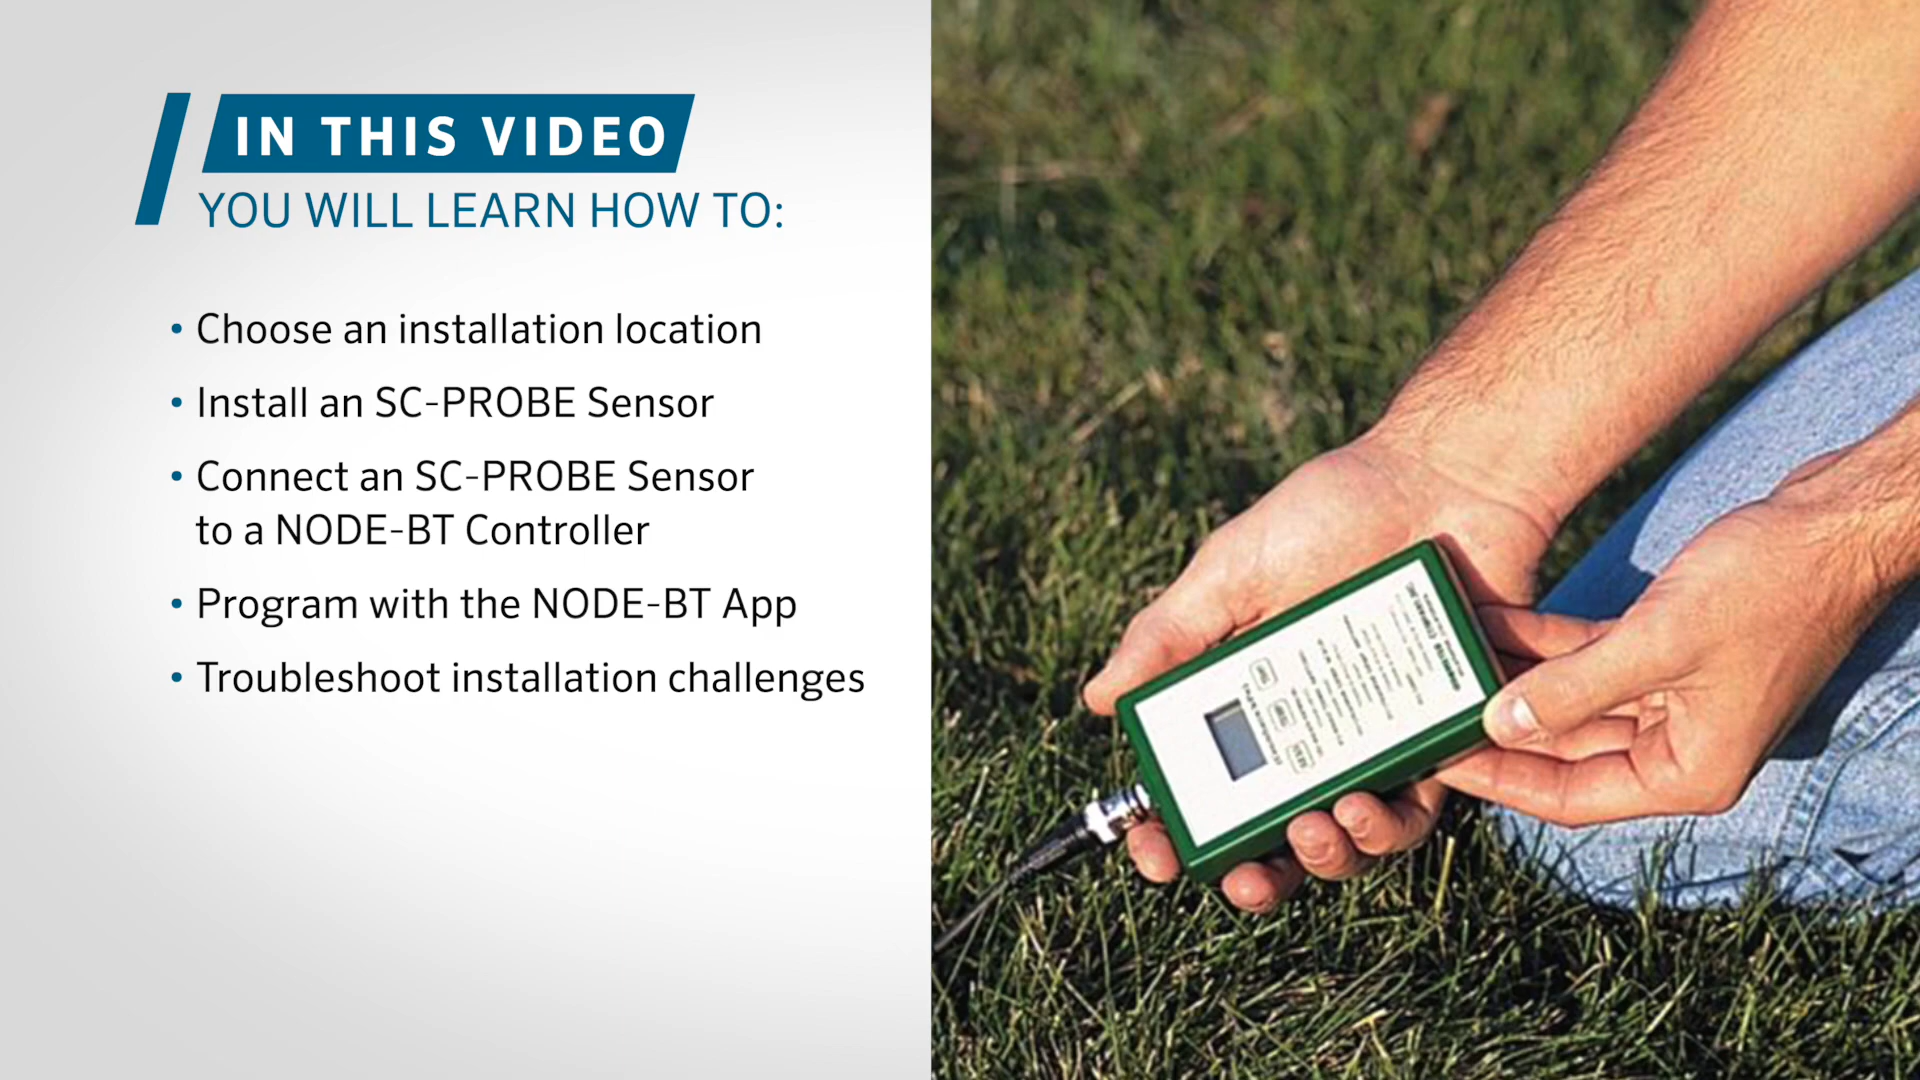 IN THIS VIDEO
YOU WILL LEARN HOW TO:
• Choose an installation location
• Install an SC-PROBE Sensor
• Connect an SC-PROBE Sensor
to a NODE-BT Controller
• Program with the NODE-BT App
• Troubleshoot installation challenges